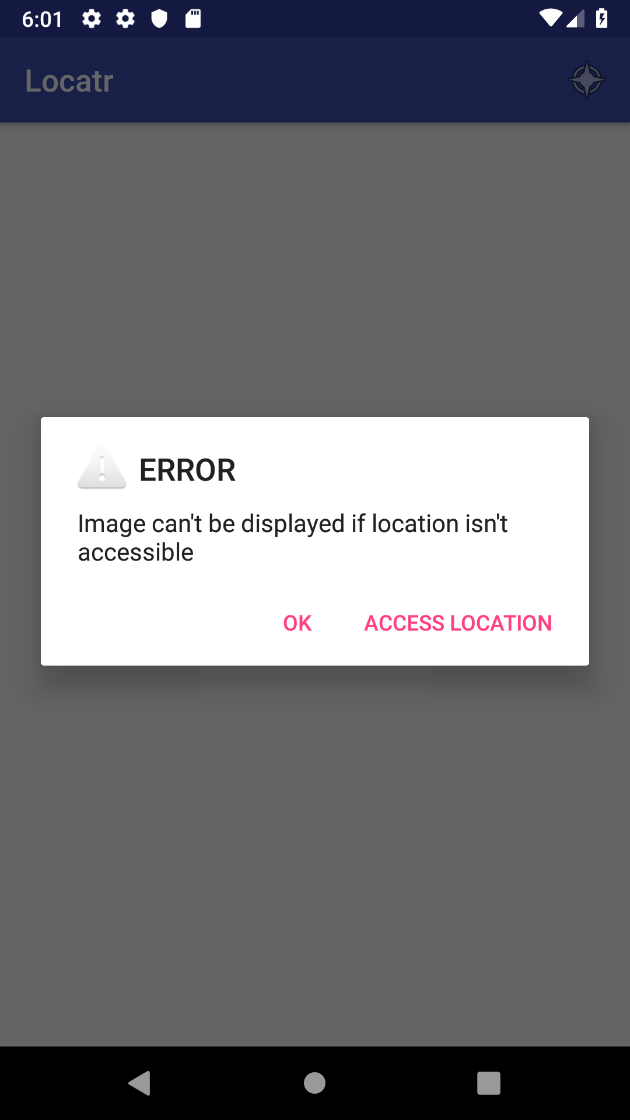 6:01
Locatr
ERROR
Image can't be displayed if location isn't
accessible
OK
ACCESS LOCATION